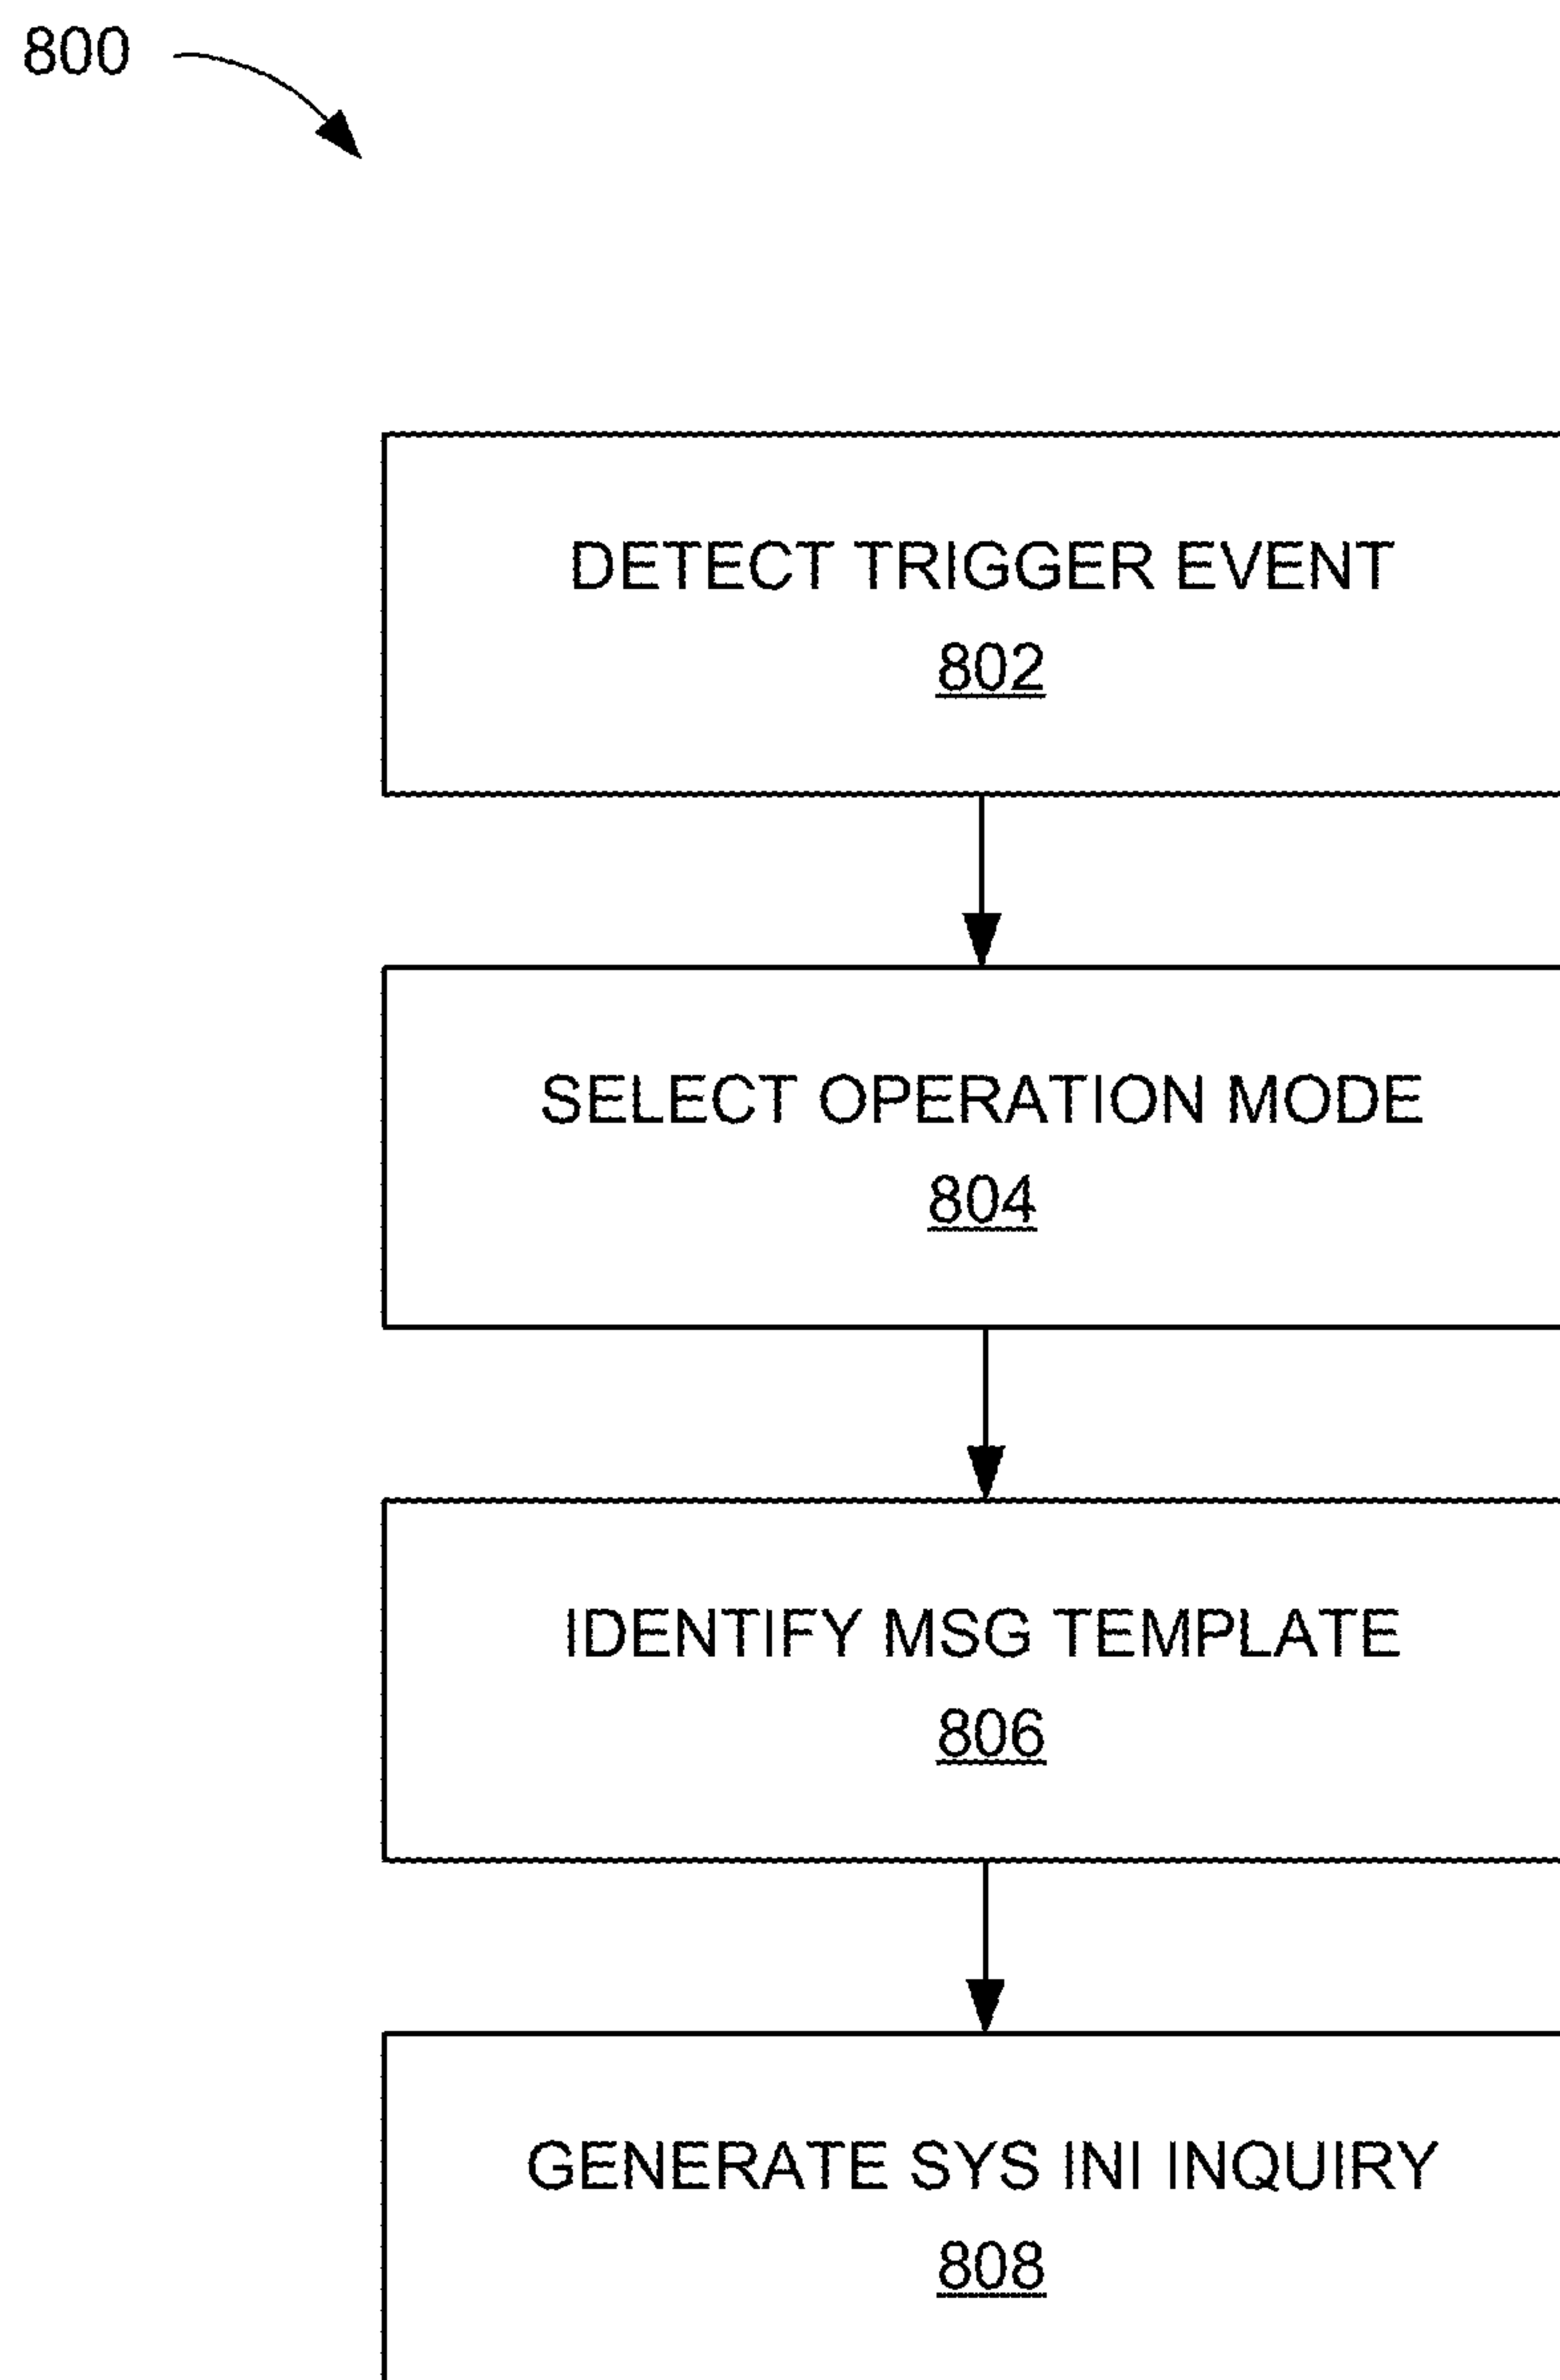 800
DETECT TRIGGER EVENT
802
SELECT OPERATION MODE
804
IDENTIFY MSG TEMPLATE
806
GENERATE SYS INI INQUIRY
808